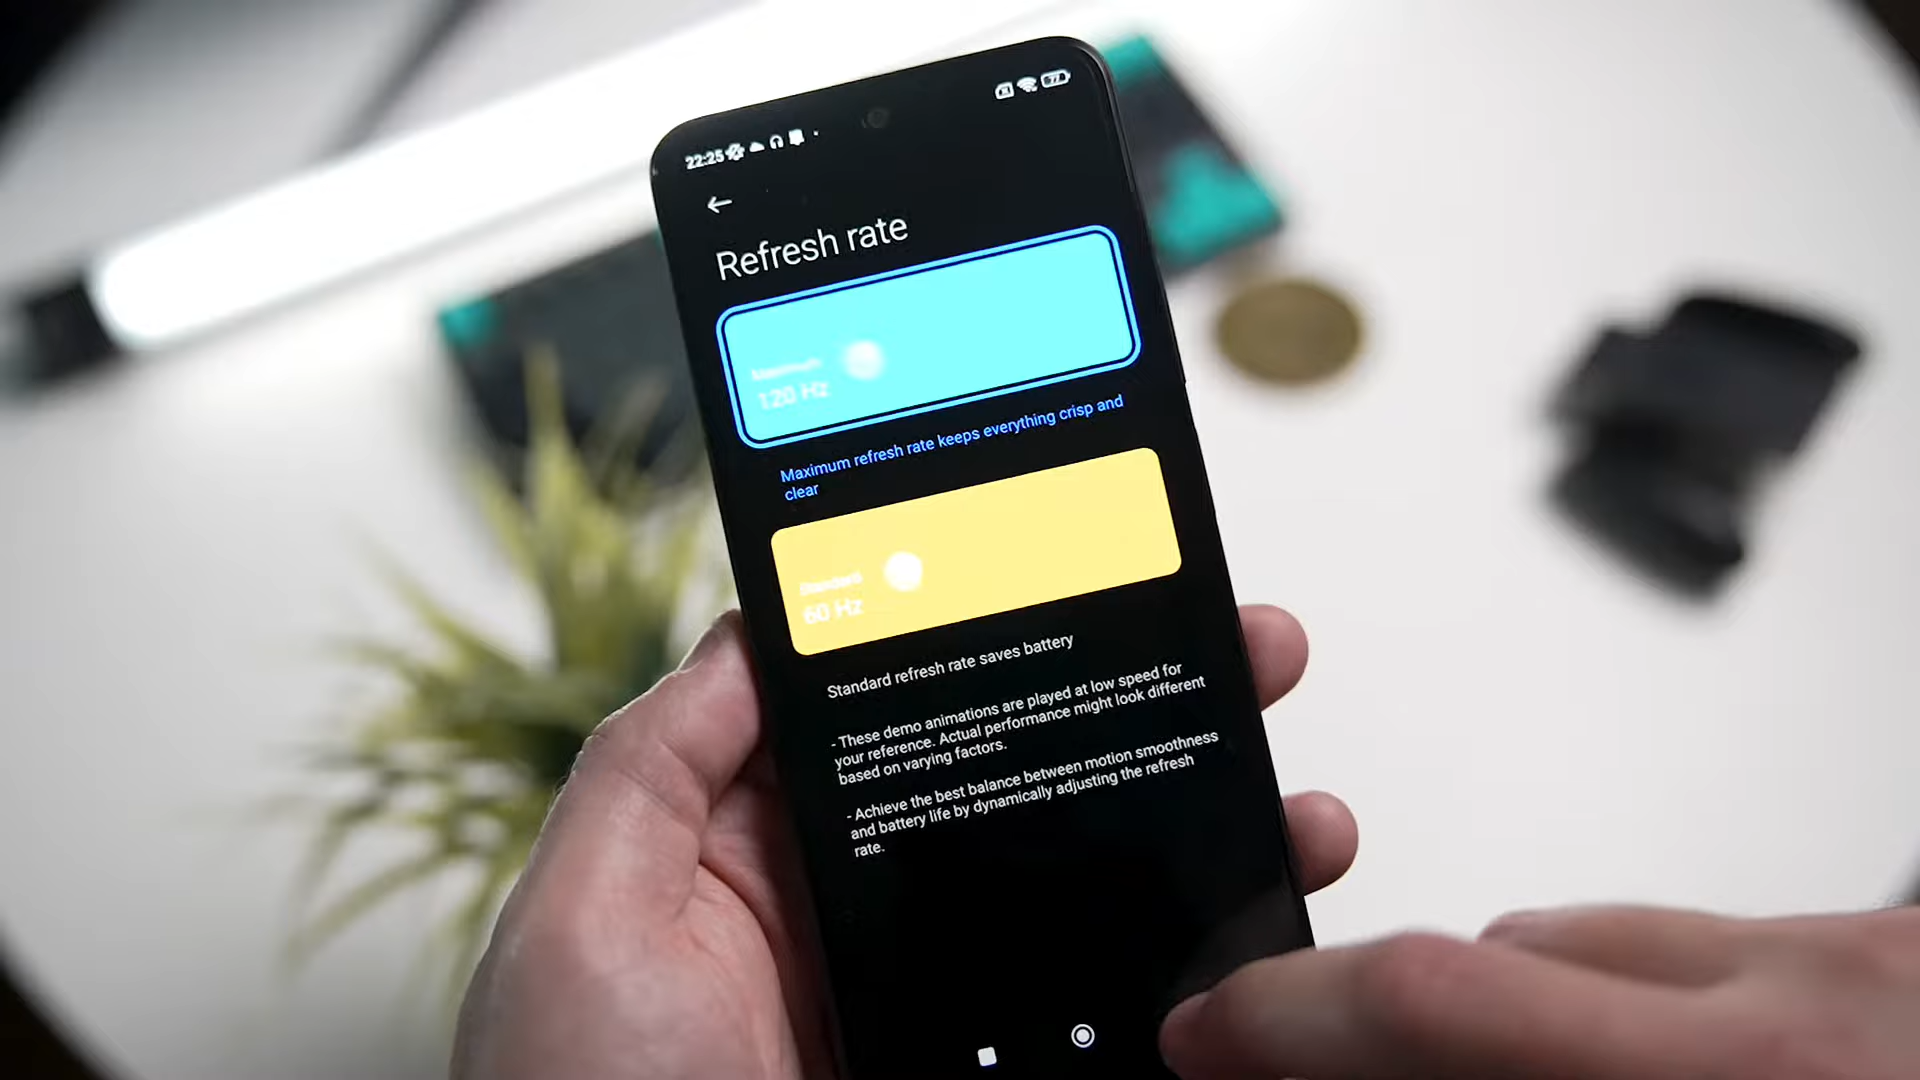 22:25
77
Refresh rate
Maximum
120 Hz
Maximum refresh rate keeps everything crisp and
clear
Standard
60 Hz
Standard refresh rate saves battery
- These demo animations are played at low speed for
your reference. Actual performance might look different
based on varying factors.
- Achieve the best balance between motion smoothness
and battery life by dynamically adjusting the refresh
rate.